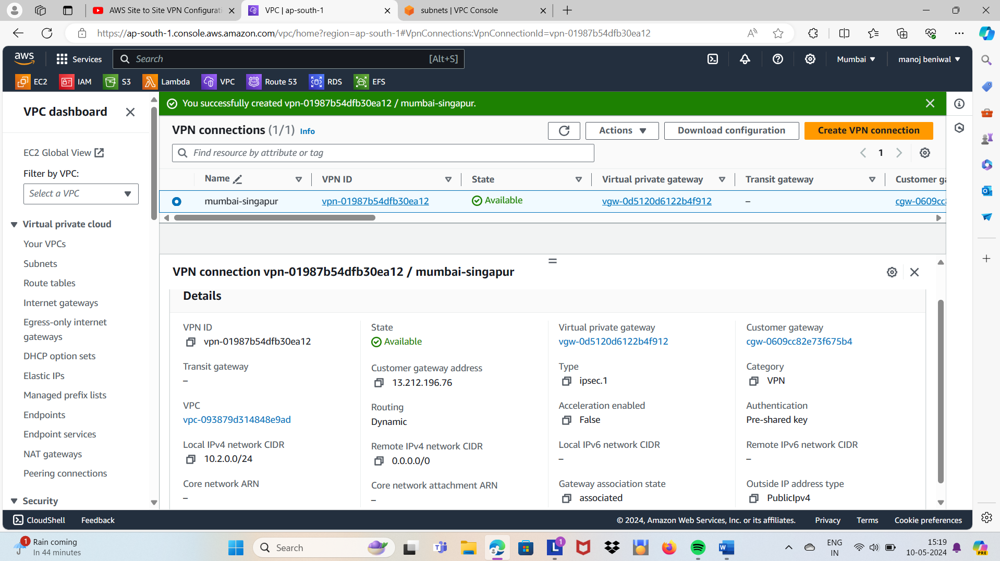 AWS Site to Site VPN Configurati
VPC | ap-south-1
subnets | VPC Console
https://ap-south-1.console.aws.amazon.com/vpc/home?region=ap-south-1#VpnConnections:VpnConnectionId=vpn-01987b54dfb30ea12
aws
Services
Search
[Alt+S]
Mumbai
manoj beniwal
EC2
IAM
S3
Lambda
VPC
Route 53
RDS
EFS
VPC dashboard
EC2 Global View
Filter by VPC:
Select a VPC
Virtual private cloud
Your VPCs
Subnets
Route tables
Internet gateways
Egress-only internet
gateways
DHCP option sets
Elastic IPs
Managed prefix lists
Endpoints
Endpoint services
NAT gateways
Peering connections
Security
You successfully created vpn-01987b54dfb30ea12 / mumbai-singapur.
VPN connections (1/1) Info
Actions
Download configuration
Create VPN connection
Find resource by attribute or tag
1
Name
VPN ID
State
Virtual private gateway
Transit gateway
Customer ga
mumbai-singapur
vpn-01987b54dfb30ea12
Available
vgw-0d5120d6122b4f912
–
cgw-0609cc8
VPN connection vpn-01987b54dfb30ea12 / mumbai-singapur
Details
VPN ID
vpn-01987b54dfb30ea12
State
Available
Virtual private gateway
vgw-0d5120d6122b4f912
Customer gateway
cgw-0609cc82e73f675b4
Transit gateway
–
Customer gateway address
13.212.196.76
Type
ipsec.1
Category
VPN
VPC
vpc-093879d314848e9ad
Routing
Dynamic
Acceleration enabled
False
Authentication
Pre-shared key
Local IPv4 network CIDR
10.2.0.0/24
Remote IPv4 network CIDR
0.0.0.0/0
Local IPv6 network CIDR
–
Remote IPv6 network CIDR
–
Core network ARN
–
Core network attachment ARN
–
Gateway association state
associated
Outside IP address type
PublicIpv4
CloudShell
Feedback
© 2024, Amazon Web Services, Inc. or its affiliates.
Privacy
Terms
Cookie preferences
1
Rain coming
In 44 minutes
Search
1
ENG
IN
15:19
10-05-2024
PRE